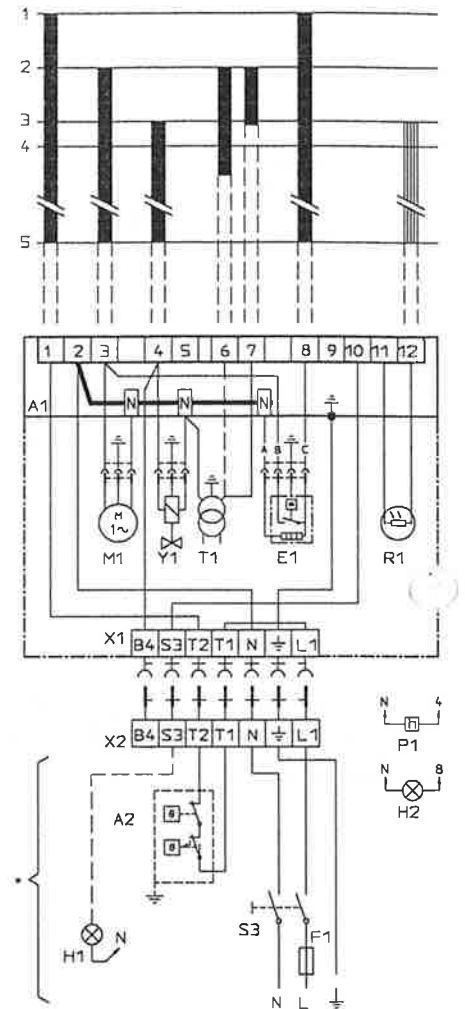 1
2
3
4
5
1 2 3 4 5 6 7 8 9 10 11 12
A1
N N N
A B C
M
1~
M1 Y1 T1 E1 R1
X1
B4 S3 T2 T1 N L1
X2
B4 S3 T2 T1 N L1
N 4
h
P1
N 8
H2
A2
*
H1
N
S3
F1
N L